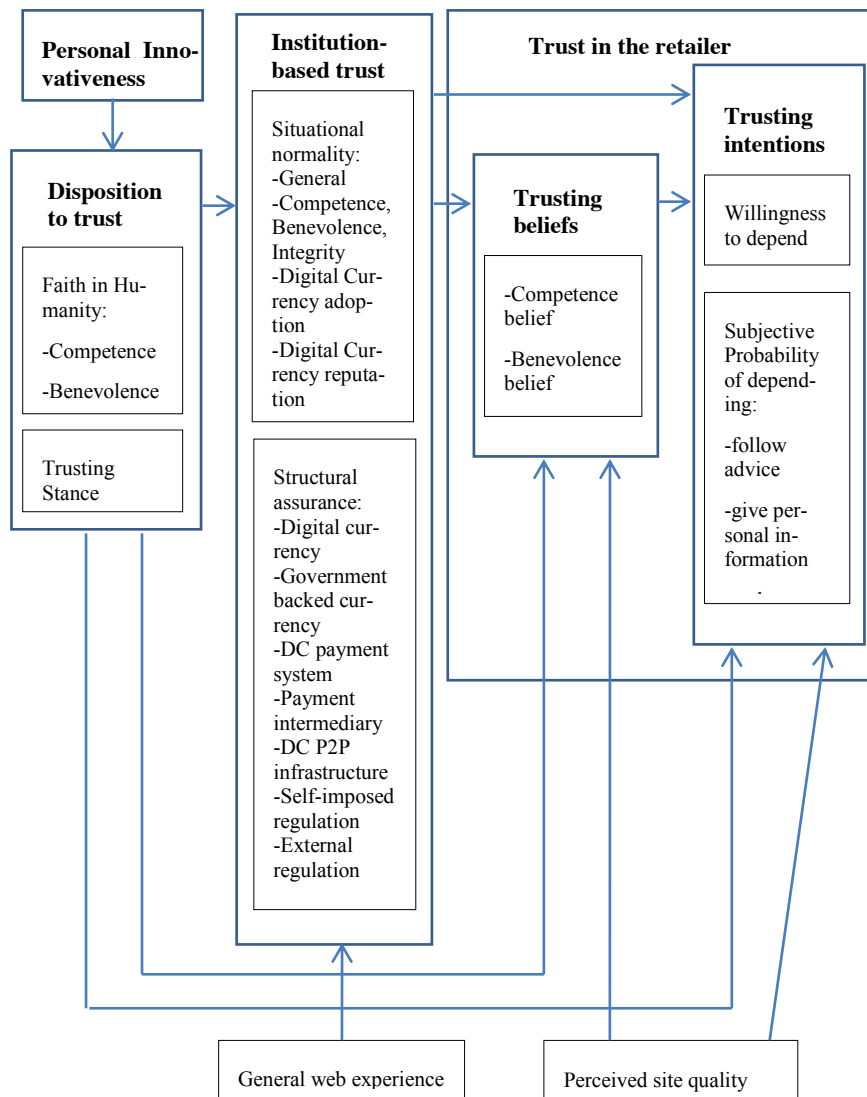 Personal Inno-
vativeness
Disposition
to trust
Faith in Hu-
manity:
-Competence
-Benevolence
Trusting
Stance
Institution-
based trust
Situational
normality:
-General
-Competence,
Benevolence,
Integrity
-Digital Cur-
rency adop-
tion
-Digital Cur-
rency reputa-
tion
Structural
assurance:
-Digital cur-
rency
-Government
backed cur-
rency
-DC payment
system
-Payment
intermediary
-DC P2P
infrastructure
-Self-imposed
regulation
-External
regulation
Trust in the retailer
Trusting
beliefs
-Competence
belief
-Benevolence
belief
Trusting
intentions
Willingness
to depend
Subjective
Probability
of depend-
ing:
-follow
advice
-give per-
sonal in-
formation
.
General web experience
Perceived site quality